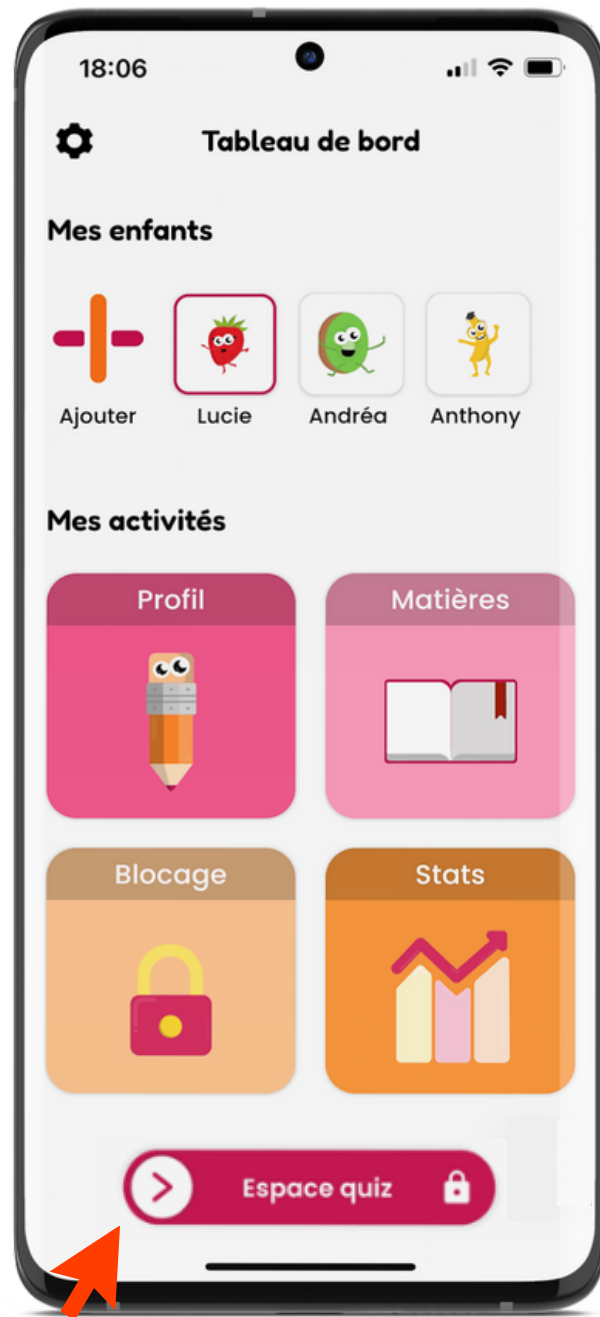 18:06
Tableau de bord
Mes enfants
Ajouter Lucie Andréa Anthony
Mes activités
Profil Matières
Blocage Stats
Espace quiz